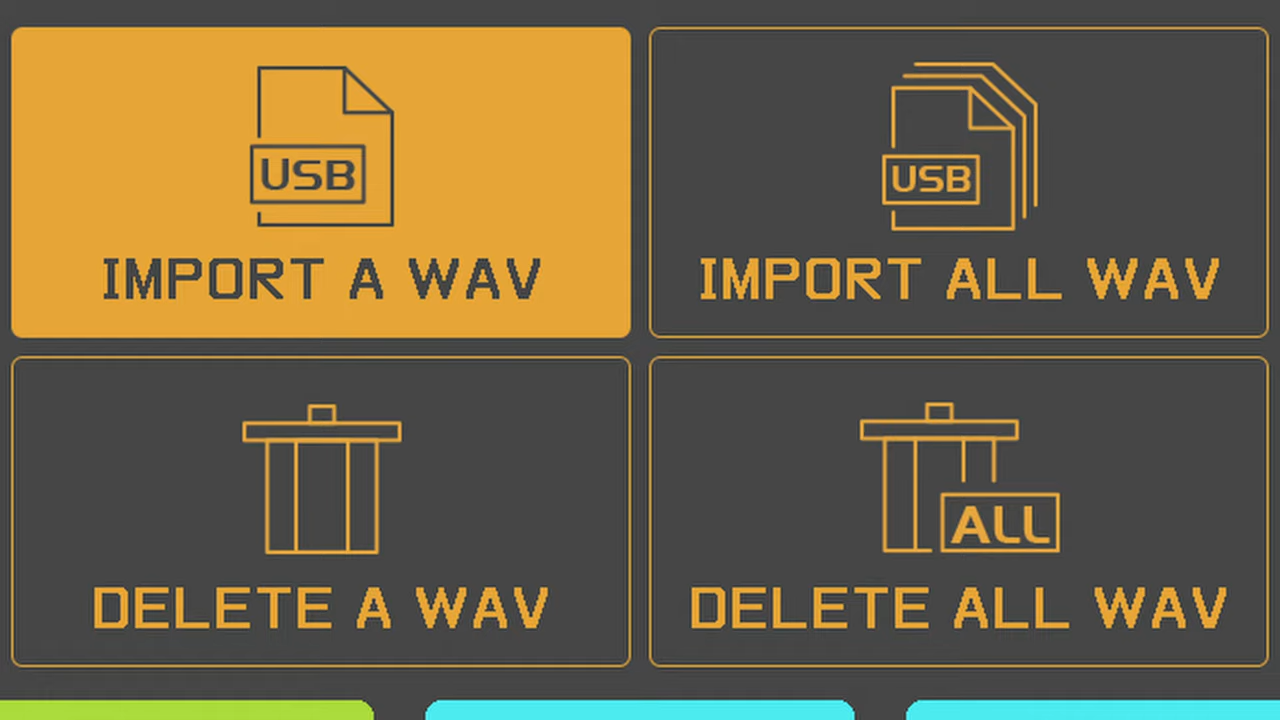 USB
IMPORT A WAV
USB
IMPORT ALL WAV
DELETE A WAV
ALL
DELETE ALL WAV